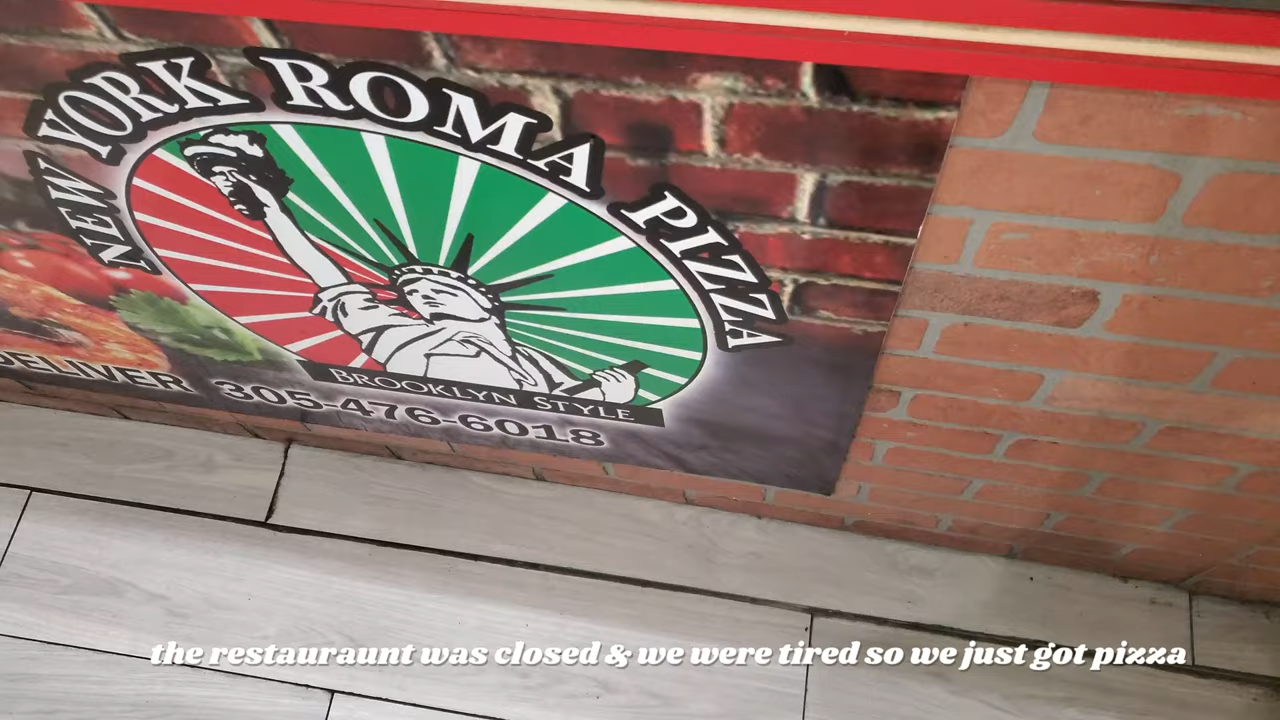 NEW YORK ROMA PIZZA
BROOKLYN STYLE
DELIVER 305-476-6018
the restauraunt was closed & we were tired so we just got pizza